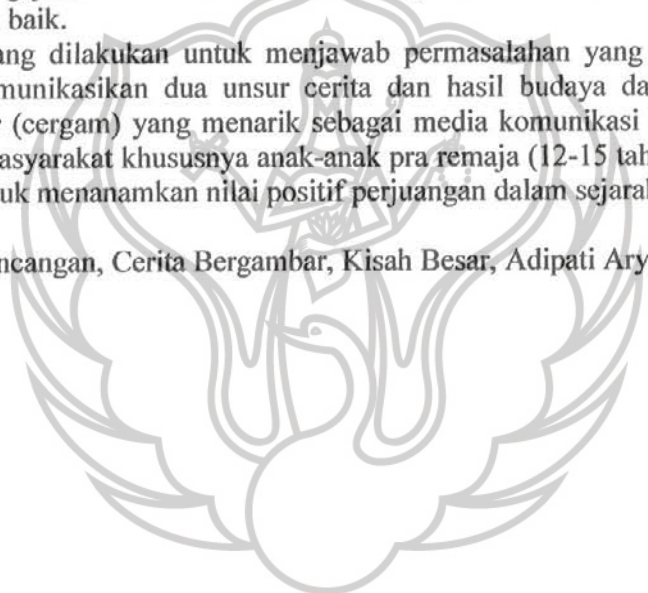 baik.
ang dilakukan untuk menjawab permasalahan yang
munikasikan dua unsur cerita dan hasil budaya da
(cergam) yang menarik sebagai media komunikasi
asyarakat khususnya anak-anak pra remaja (12-15 tah
uk menanamkan nilai positif perjuangan dalam sejara
ncangan, Cerita Bergambar, Kisah Besar, Adipati Ary